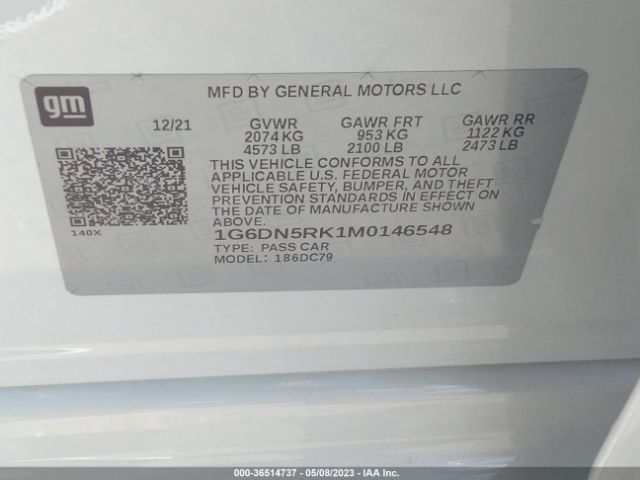 gm
MFD BY GENERAL MOTORS LLC
12/21 GVWR GAWR FRT GAWR RR
2074 KG 953 KG 1122 KG
4573 LB 2100 LB 2473 LB
THIS VEHICLE CONFORMS TO ALL
APPLICABLE U.S. FEDERAL MOTOR
VEHICLE SAFETY, BUMPER, AND THEFT
PREVENTION STANDARDS IN EFFECT ON
THE DATE OF MANUFACTURE SHOWN
ABOVE.
140X
1G6DN5RK1M0146548
TYPE: PASS CAR
MODEL: 186DC79
000-36514737 - 05/08/2023 - IAA Inc.